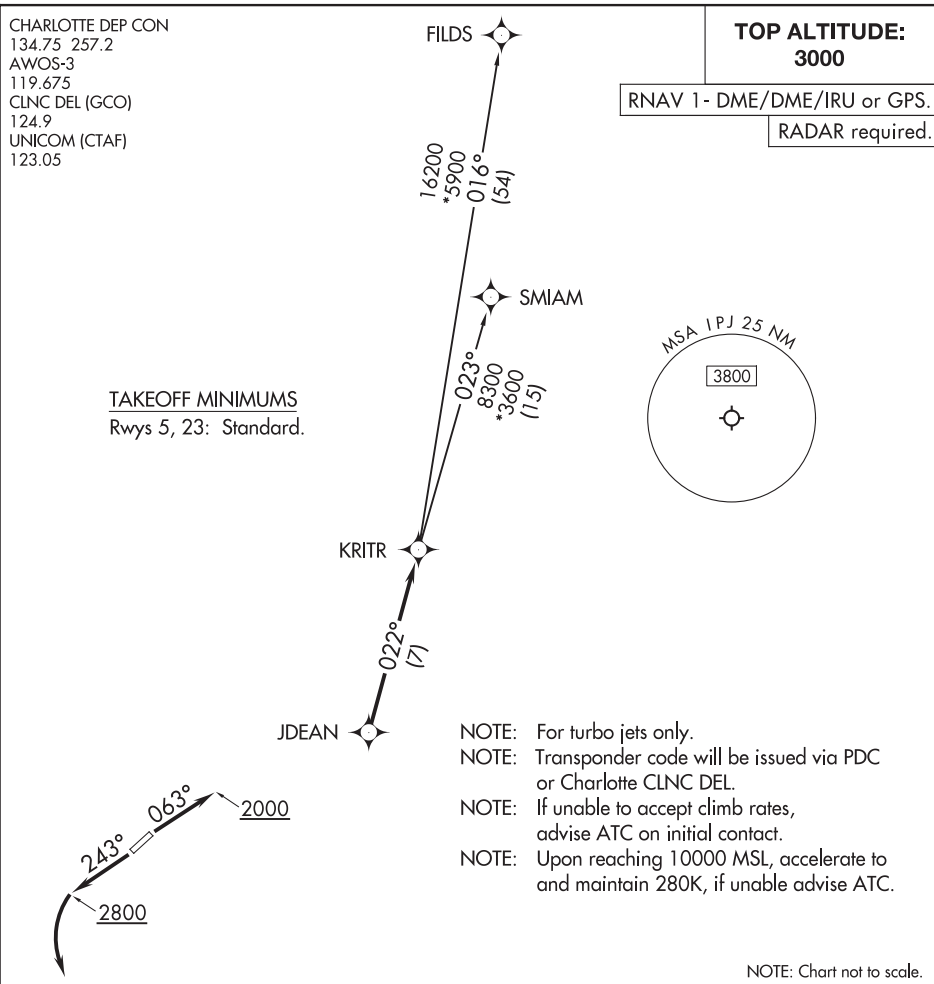 CHARLOTTE DEP CON
134.75 257.2
AWOS-3
119.675
CLNC DEL (GCO)
124.9
UNICOM (CTAF)
123.05
FILDS
TOP ALTITUDE:
3000
RNAV 1- DME/DME/IRU or GPS.
RADAR required.
16200
*5900
016°
(54)
SMIAM
023°
8300
*3600
(15)
MSA IPJ 25 NM
3800
TAKEOFF MINIMUMS
Rwys 5, 23: Standard.
KRITR
022°
(7)
JDEAN
063°
2000
243°
2800
NOTE: For turbo jets only.
NOTE: Transponder code will be issued via PDC
or Charlotte CLNC DEL.
NOTE: If unable to accept climb rates,
advise ATC on initial contact.
NOTE: Upon reaching 10000 MSL, accelerate to
and maintain 280K, if unable advise ATC.
NOTE: Chart not to scale.